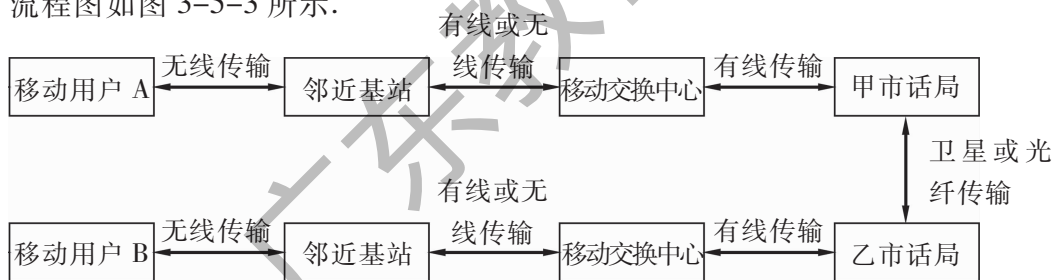 流程图如图 3-5-3 所示.
有线或无
无线传输 线传输 有线传输
移动用户 A 邻近基站 移动交换中心 甲市话局
卫星或光
纤传输
有线或无
无线传输 线传输 有线传输
移动用户 B 邻近基站 移动交换中心 乙市话局
广东教